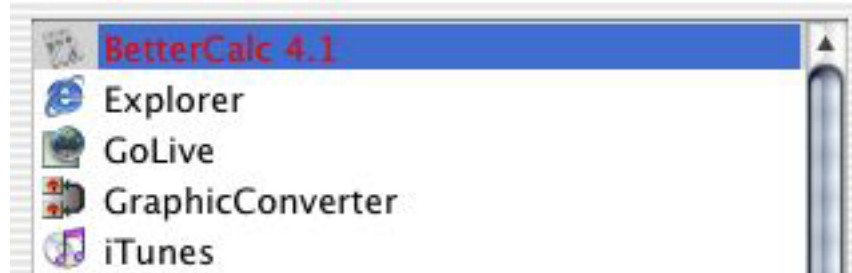 BetterCalc 4.1
Explorer
GoLive
GraphicConverter
iTunes